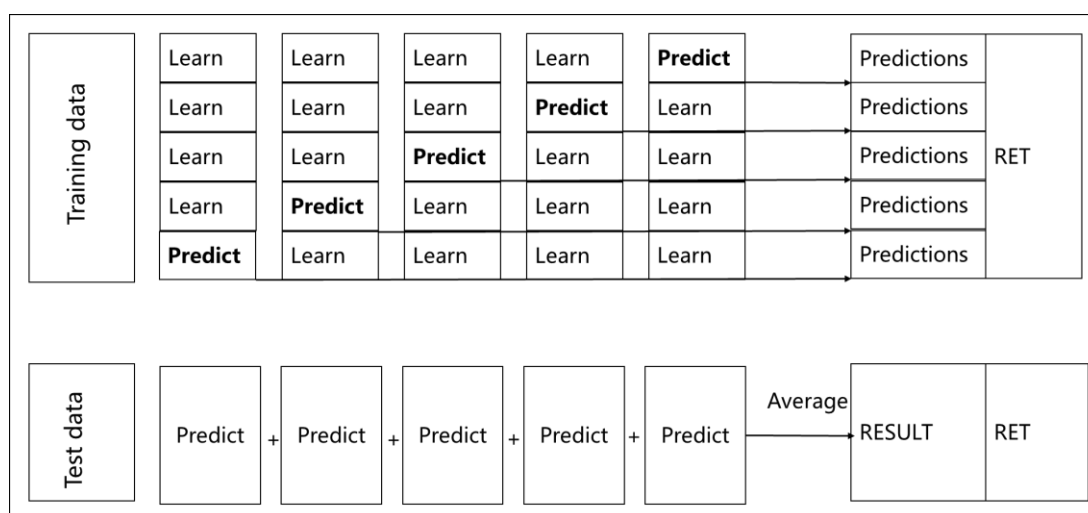 Training data
Learn Learn Learn Learn Predict Predictions
Learn Learn Learn Predict Learn Predictions
Learn Learn Predict Learn Learn Predictions RET
Learn Predict Learn Learn Learn Predictions
Predict Learn Learn Learn Learn Predictions
Test data
Average
Predict + Predict + Predict + Predict + Predict RESULT RET